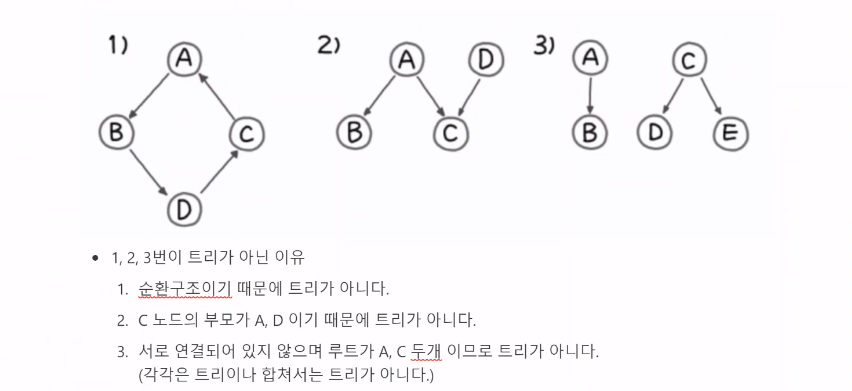 1)
2)
3)
A
B
C
D
A
D
B
C
A
C
B
D
E
• 1, 2, 3번이 트리가 아닌 이유
1. 순환구조이기 때문에 트리가 아니다.
2. C 노드의 부모가 A, D 이기 때문에 트리가 아니다.
3. 서로 연결되어 있지 않으며 루트가 A, C 두개 이므로 트리가 아니다.
(각각은 트리이나 합쳐서는 트리가 아니다.)